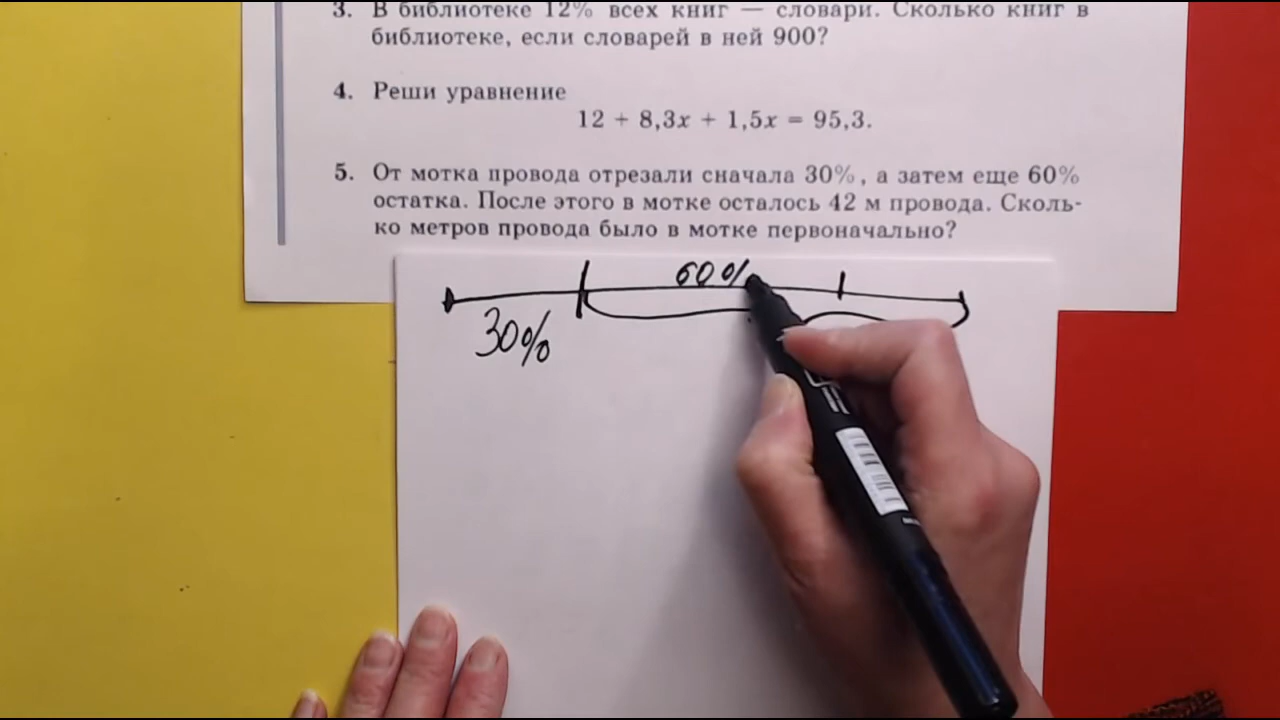 3. В библиотеке 12% всех книг — словари. Сколько книг в
библиотеке, если словарей в ней 900?
4. Реши уравнение
12 + 8,3x + 1,5x = 95,3.
5. От мотка провода отрезали сначала 30%, а затем еще 60%
остатка. После этого в мотке осталось 42 м провода. Сколь-
ко метров провода было в мотке первоначально?
60%
30%